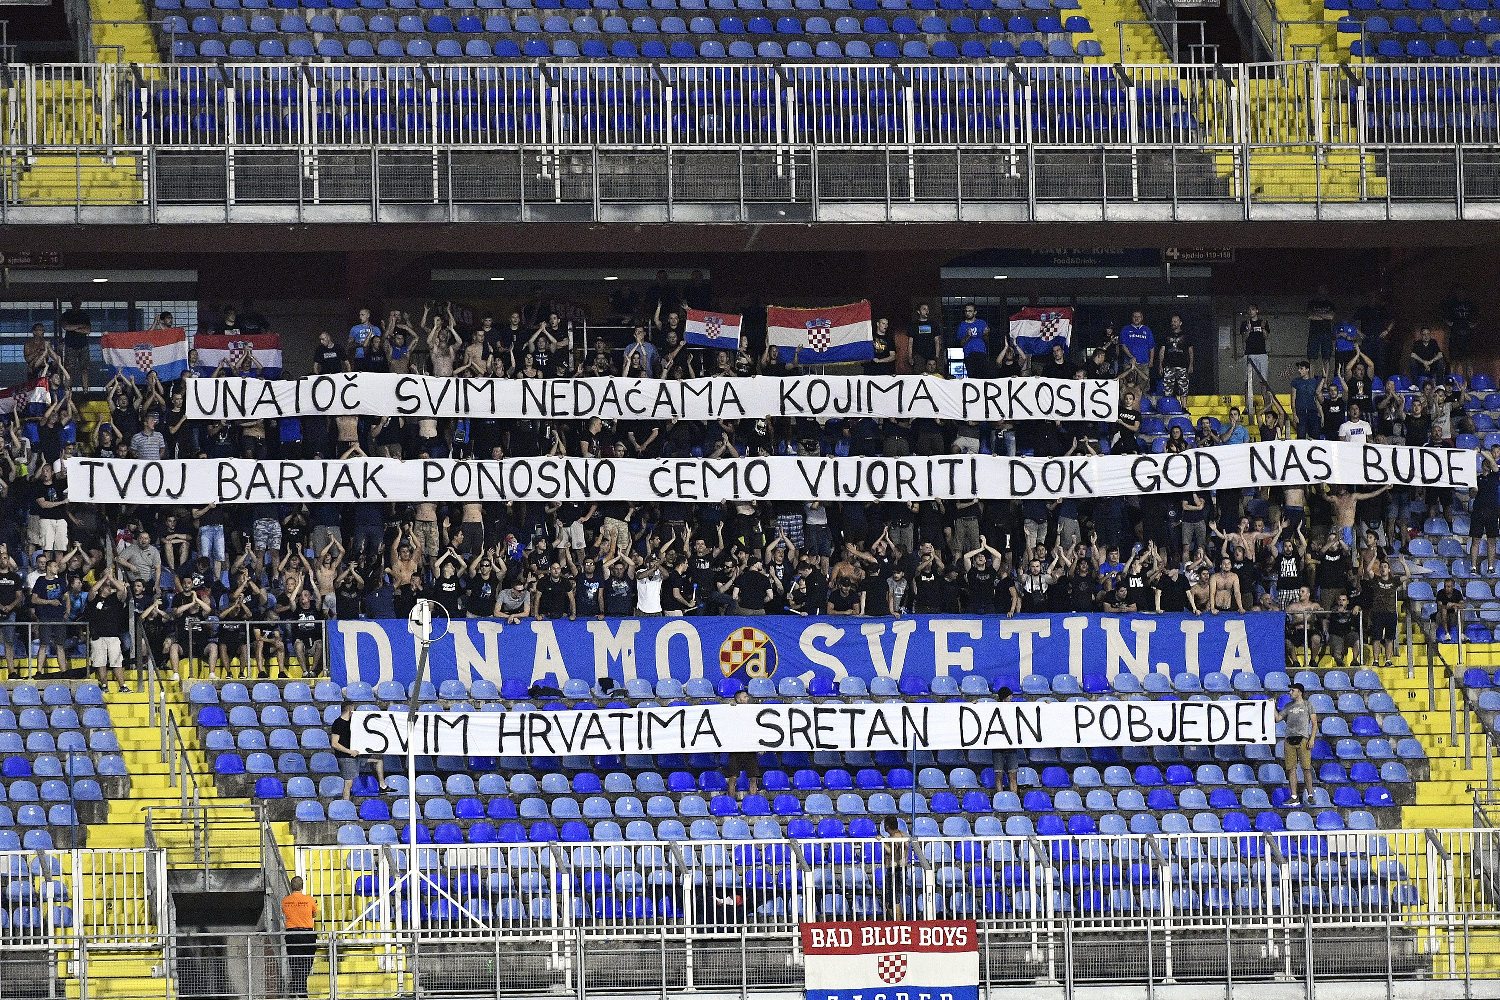 UNATOČ SVIM NEDAĆAMA KOJIMA PRKOSIŠ
TVOJ BARJAK PONOSNO ĆEMO VIJORITI DOK GOD NAS BUDE
DINAMO SVETINJA
SVIM HRVATIMA SRETAN DAN POBJEDE!
BAD BLUE BOYS
ZAGREB